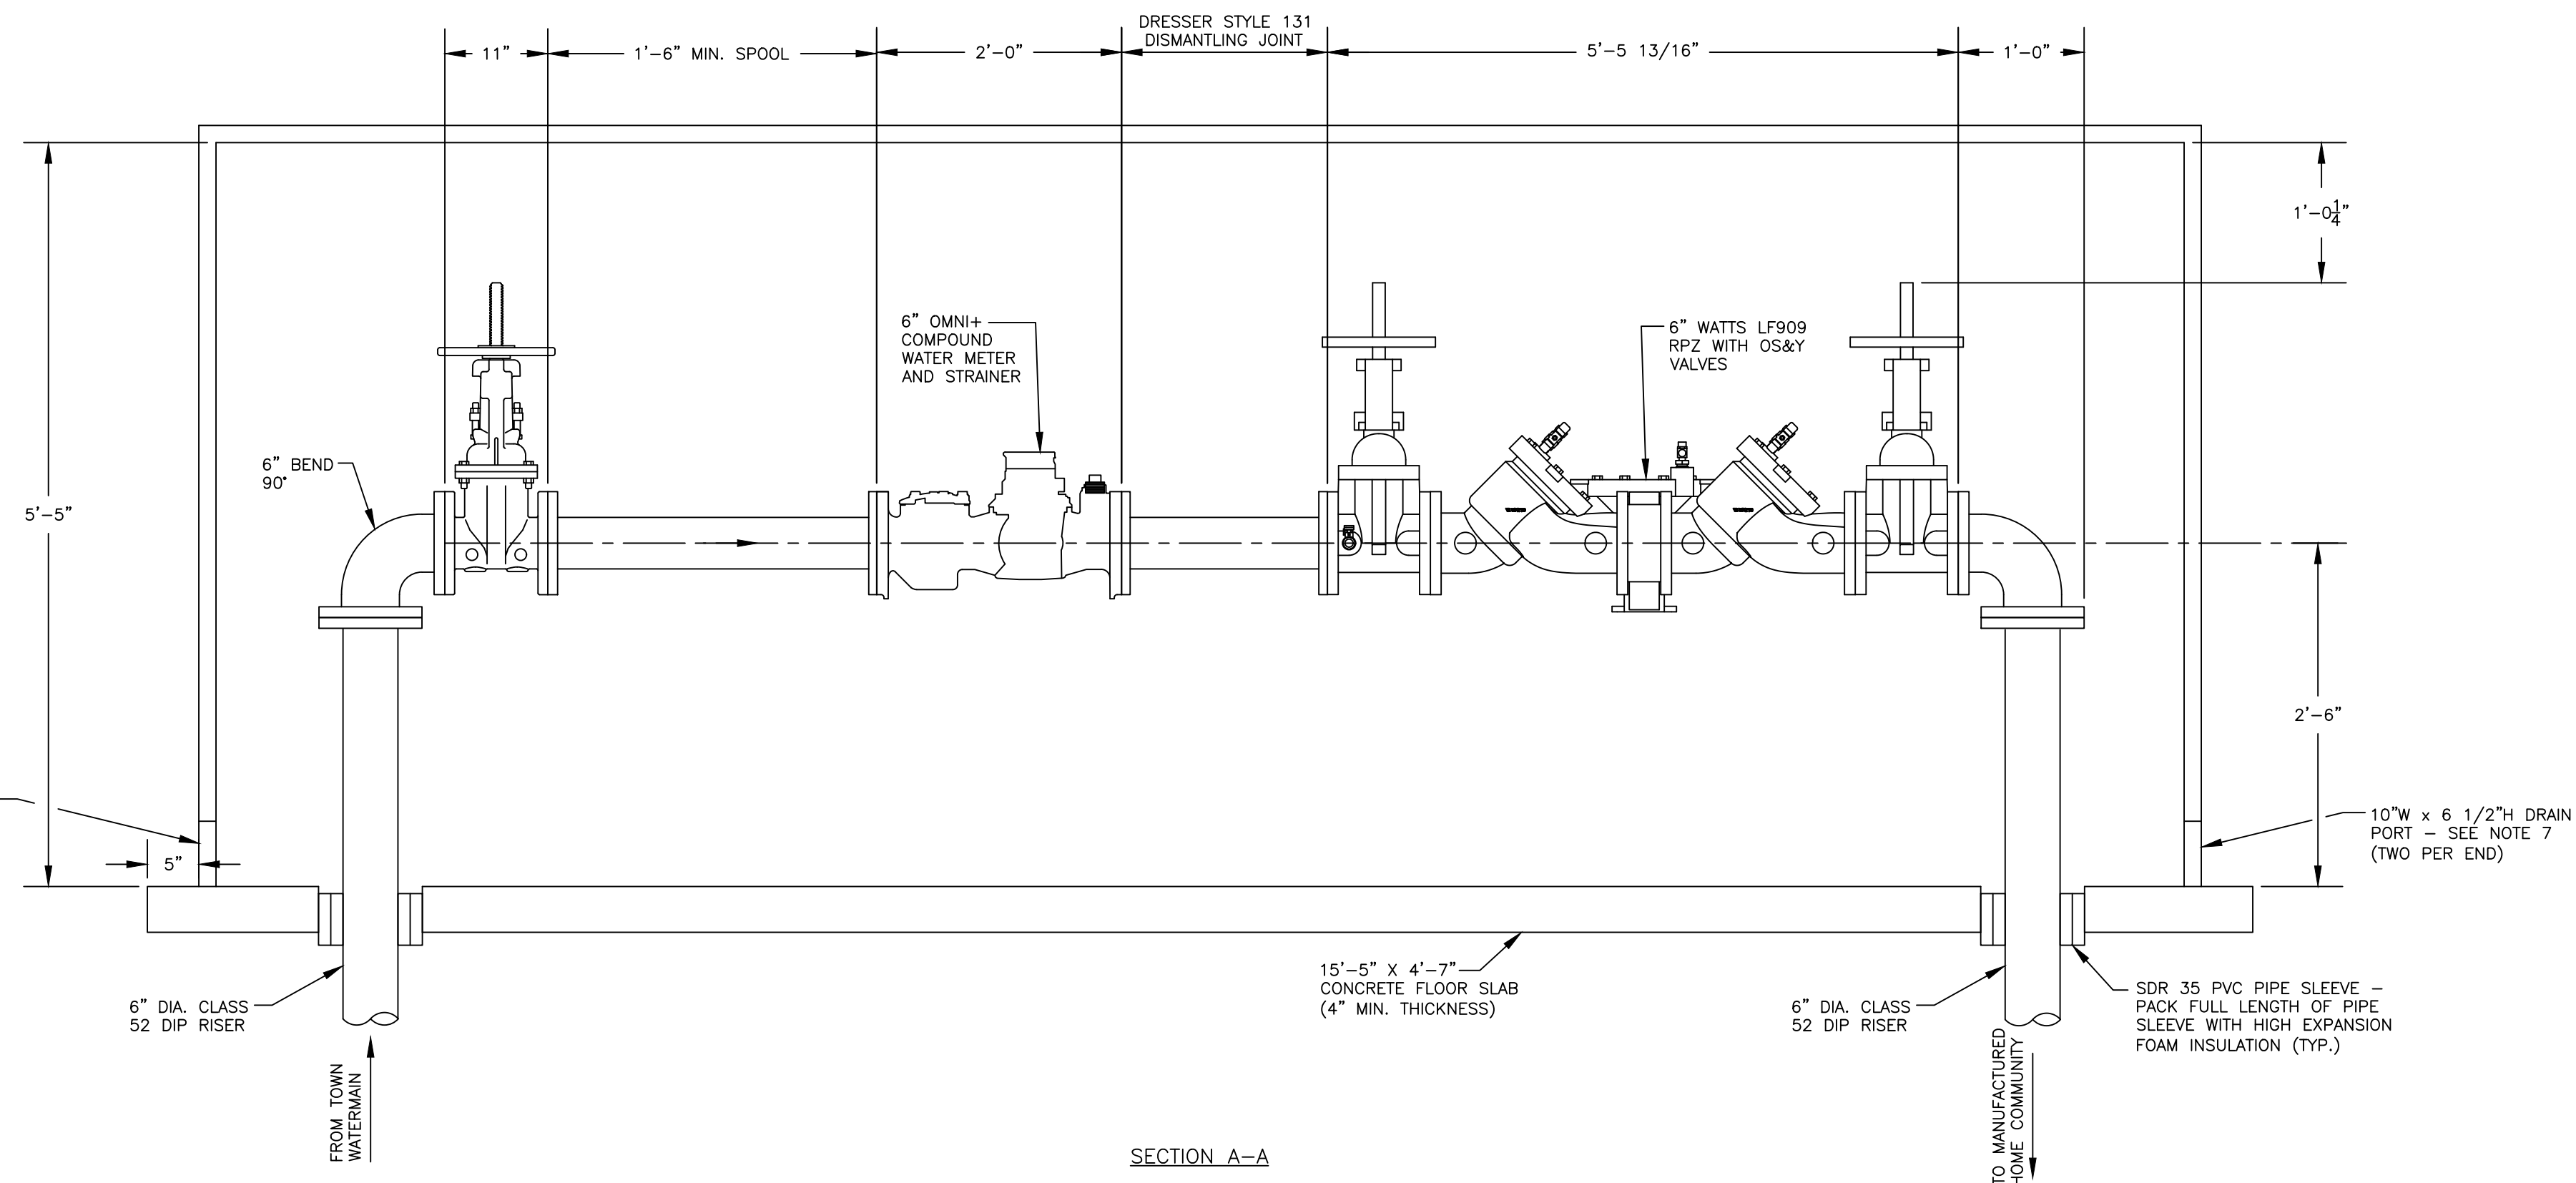 DRESSER STYLE 131
DISMANTLING JOINT
11"
1'-6" MIN. SPOOL
2'-0"
5'-5 13/16"
1'-0"
1'-0 1/4"
6" OMNI+
COMPOUND
WATER METER
AND STRAINER
6" WATTS LF909
RPZ WITH OS&Y
VALVES
6" BEND
90°
5'-5"
2'-6"
5"
10"W x 6 1/2"H DRAIN
PORT - SEE NOTE 7
(TWO PER END)
15'-5" X 4'-7"
CONCRETE FLOOR SLAB
(4" MIN. THICKNESS)
6" DIA. CLASS
52 DIP RISER
6" DIA. CLASS
52 DIP RISER
SDR 35 PVC PIPE SLEEVE -
PACK FULL LENGTH OF PIPE
SLEEVE WITH HIGH EXPANSION
FOAM INSULATION (TYP.)
FROM TOWN
WATERMAIN
TO MANUFACTURED
HOME COMMUNITY
SECTION A-A